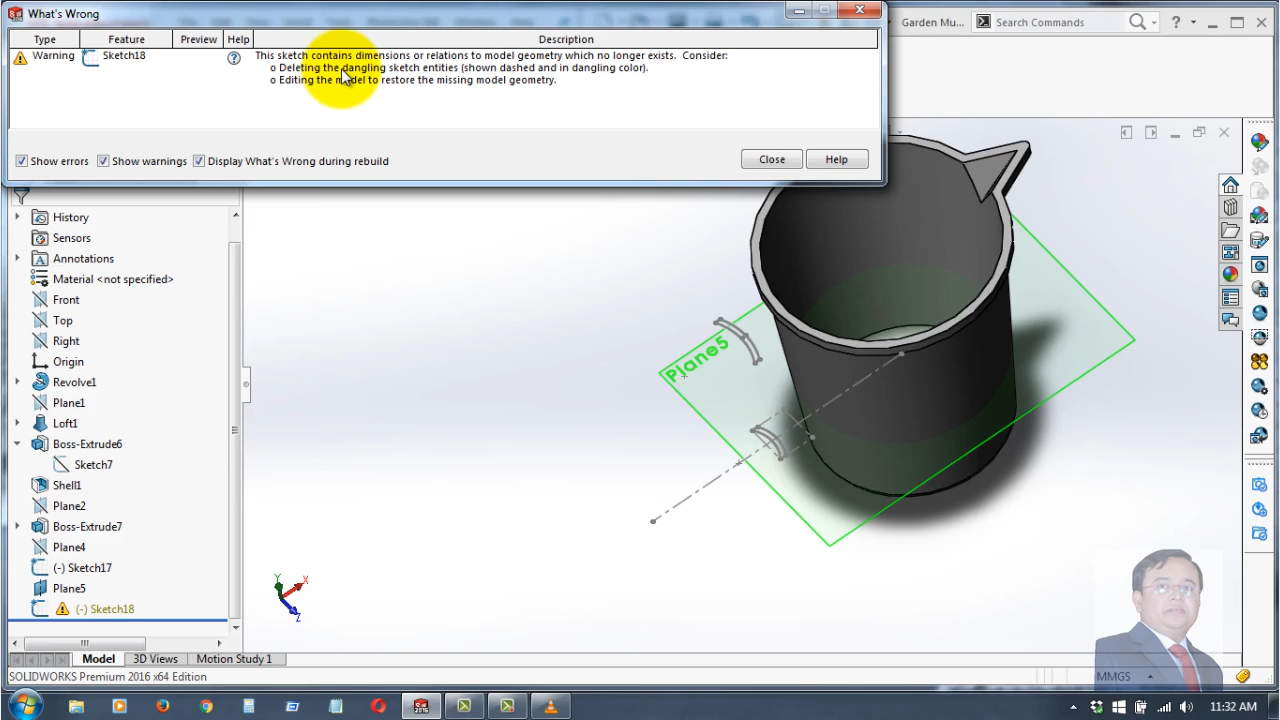 What's Wrong
Garden Mu...
Search Commands
Type
Feature
Preview
Help
Description
Warning
Sketch18
This sketch contains dimensions or relations to model geometry which no longer exists. Consider:
o Deleting the dangling sketch entities (shown dashed and in dangling color).
o Editing the model to restore the missing model geometry.
Show errors
Show warnings
Display What's Wrong during rebuild
Close
Help
History
Sensors
Annotations
Material <not specified>
Front
Top
Right
Origin
Revolve1
Plane1
Loft1
Boss-Extrude6
Sketch7
Shell1
Plane2
Boss-Extrude7
Plane4
(-) Sketch17
Plane5
(-) Sketch18
Plane5
Y
X
Z
Model
3D Views
Motion Study 1
SOLIDWORKS Premium 2016 x64 Edition
MMGS
11:32 AM